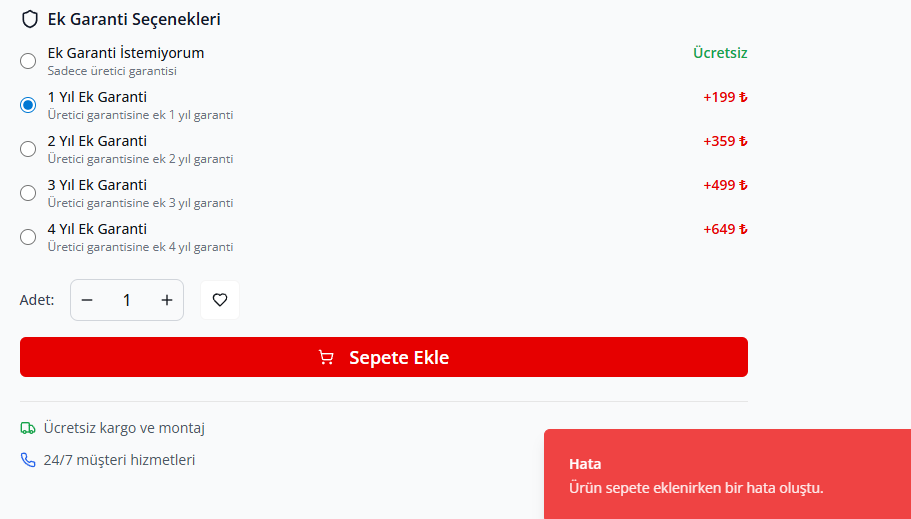 Ek Garanti Seçenekleri
Ek Garanti İstemiyorum
Ücretsiz
Sadece üretici garantisi
1 Yıl Ek Garanti
+199 ₺
Üretici garantisine ek 1 yıl garanti
2 Yıl Ek Garanti
+359 ₺
Üretici garantisine ek 2 yıl garanti
3 Yıl Ek Garanti
+499 ₺
Üretici garantisine ek 3 yıl garanti
4 Yıl Ek Garanti
+649 ₺
Üretici garantisine ek 4 yıl garanti
Adet: − 1 +
Sepete Ekle
Ücretsiz kargo ve montaj
24/7 müşteri hizmetleri
Hata
Ürün sepete eklenirken bir hata oluştu.